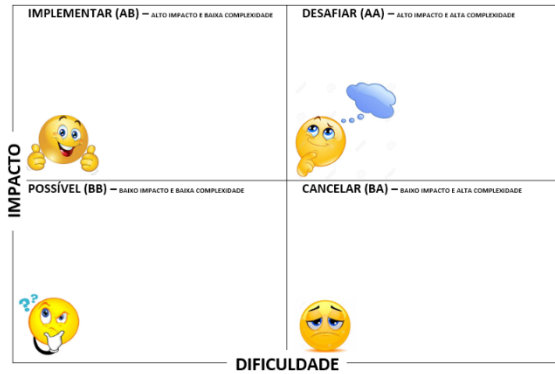 IMPLEMENTAR (AB) – ALTO IMPACTO E BAIXA COMPLEXIDADE
DESAFIAR (AA) – ALTO IMPACTO E ALTA COMPLEXIDADE
IMPACTO
POSSÍVEL (BB) – BAIXO IMPACTO E BAIXA COMPLEXIDADE
CANCELAR (BA) – BAIXO IMPACTO E ALTA COMPLEXIDADE
??
DIFICULDADE